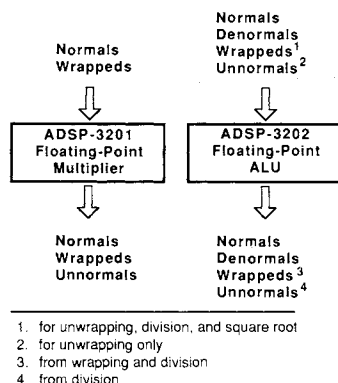 Normals
Wrappeds
ADSP-3201
Floating-Point
Multiplier
Normals
Wrappeds
Unnormals
Normals
Denormals
Wrappeds1
Unnormals2
ADSP-3202
Floating-Point
ALU
Normals
Denormals
Wrappeds3
Unnormals4
1. for unwrapping, division, and square root
2. for unwrapping only
3. from wrapping and division
4 from division